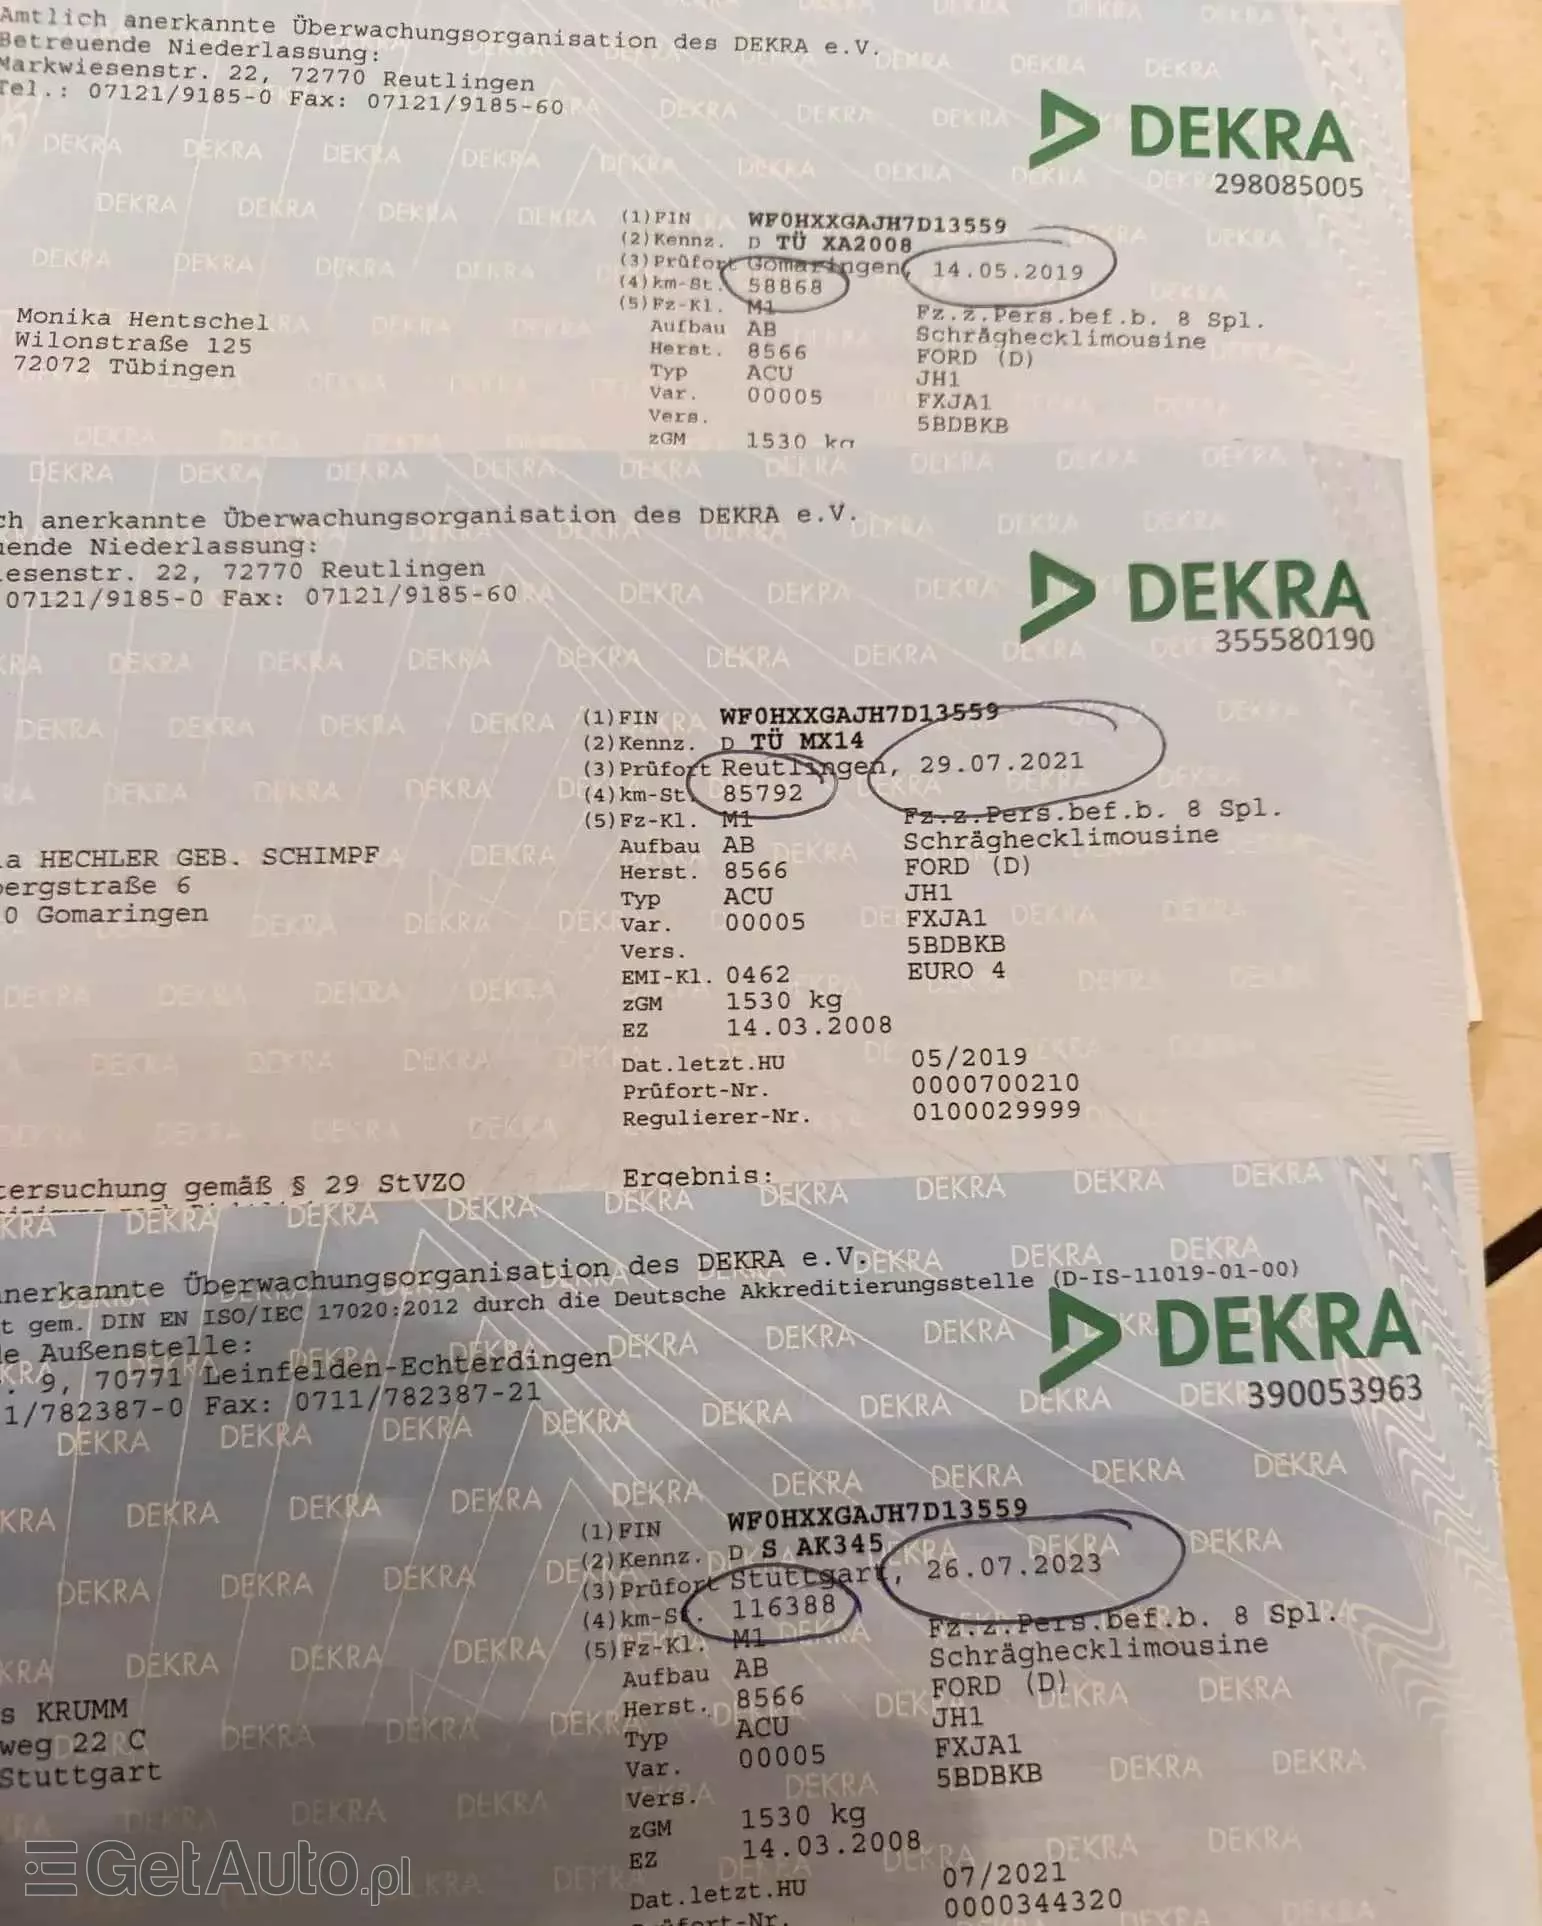 Amtlich anerkannte Überwachungsorganisation des DEKRA e.V.
Betreuende Niederlassung:
Markwiesenstr. 22, 72770 Reutlingen
Tel.: 07121/9185-0 Fax: 07121/9185-60
DEKRA
298085005
(1)FIN WF0HXXGAJH7D13559
(2)Kennz. D TÜ XA2008
(3)Prüfort Gomaringen, 14.05.2019
(4)km-St. 58868
(5)Fz-Kl. M1 Fz.z.Pers.bef.b. 8 Spl.
Aufbau AB Schräghecklimousine
Herst. 8566 FORD (D)
Typ ACU JH1
Var. 00005 FXJA1
Vers. 5BDBKB
zGM 1530 kg
Monika Hentschel
Wilonstraße 125
72072 Tübingen
ch anerkannte Überwachungsorganisation des DEKRA e.V.
uende Niederlassung:
iesenstr. 22, 72770 Reutlingen
07121/9185-0 Fax: 07121/9185-60
DEKRA
355580190
(1)FIN WF0HXXGAJH7D13559
(2)Kennz. D TÜ MX14
(3)Prüfort Reutlingen, 29.07.2021
(4)km-St. 85792
(5)Fz-Kl. M1 Fz.z.Pers.bef.b. 8 Spl.
Aufbau AB Schräghecklimousine
Herst. 8566 FORD (D)
Typ ACU JH1
Var. 00005 FXJA1
Vers. 5BDBKB
EMI-Kl. 0462 EURO 4
zGM 1530 kg
EZ 14.03.2008
Dat.letzt.HU 05/2019
Prüfort-Nr. 0000700210
Regulierer-Nr. 0100029999
a HECHLER GEB. SCHIMPF
bergstraße 6
0 Gomaringen
tersuchung gemäß § 29 StVZO Ergebnis:
anerkannte Überwachungsorganisation des DEKRA e.V.
t gem. DIN EN ISO/IEC 17020:2012 durch die Deutsche Akkreditierungsstelle (D-IS-11019-01-00)
de Außenstelle:
. 9, 70771 Leinfelden-Echterdingen
1/782387-0 Fax: 0711/782387-21
DEKRA
390053963
(1)FIN WF0HXXGAJH7D13559
(2)Kennz. D S AK345
(3)Prüfort Stuttgart, 26.07.2023
(4)km-St. 116388
(5)Fz-Kl. M1 Fz.z.Pers.bef.b. 8 Spl.
Aufbau AB Schräghecklimousine
Herst. 8566 FORD (D)
Typ ACU JH1
Var. 00005 FXJA1
Vers. 5BDBKB
zGM 1530 kg
EZ 14.03.2008
Dat.letzt.HU 07/2021
Prüfort-Nr. 0000344320
s KRUMM
weg 22 C
Stuttgart
GetAuto.pl